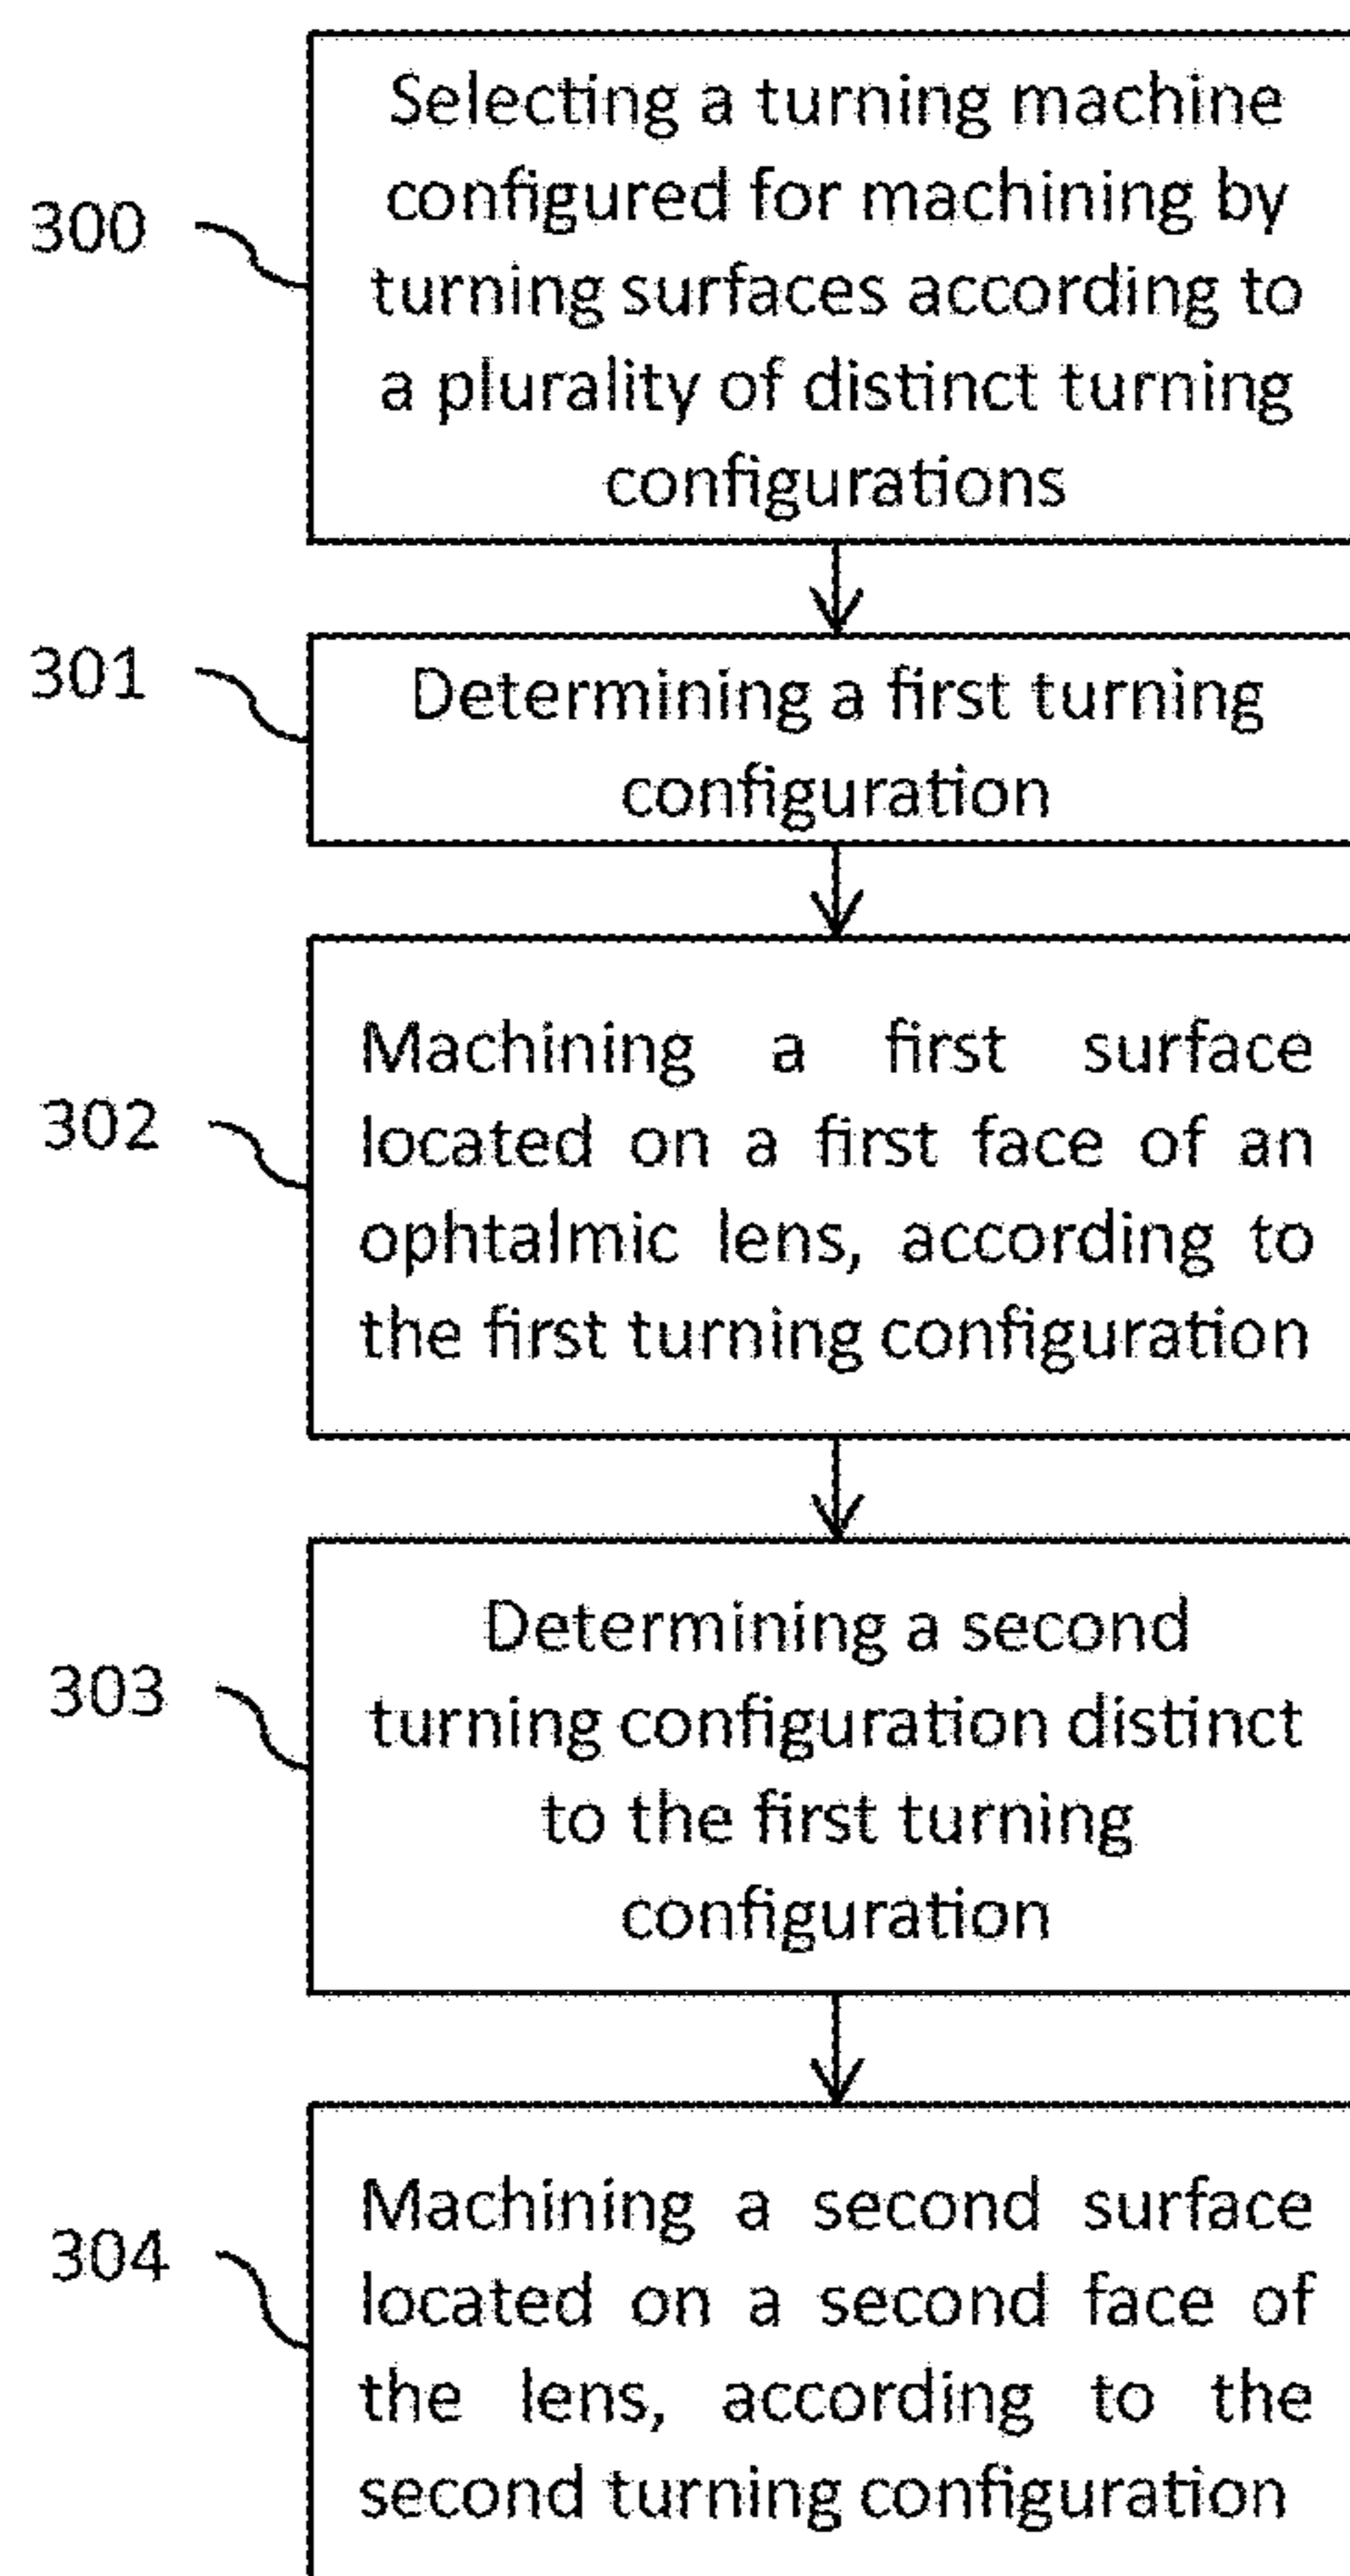 Selecting a turning machine
configured for machining by
300
turning surfaces according to
a plurality of distinct turning
configurations
301
Determining a first turning
configuration
Machining a first surface
302
located on a first face of an
ophtalmic lens, according to
the first turning configuration
Determining a second
303
turning configuration distinct
to the first turning
configuration
Machining a second surface
304
located on a second face of
the lens, according to the
second turning configuration